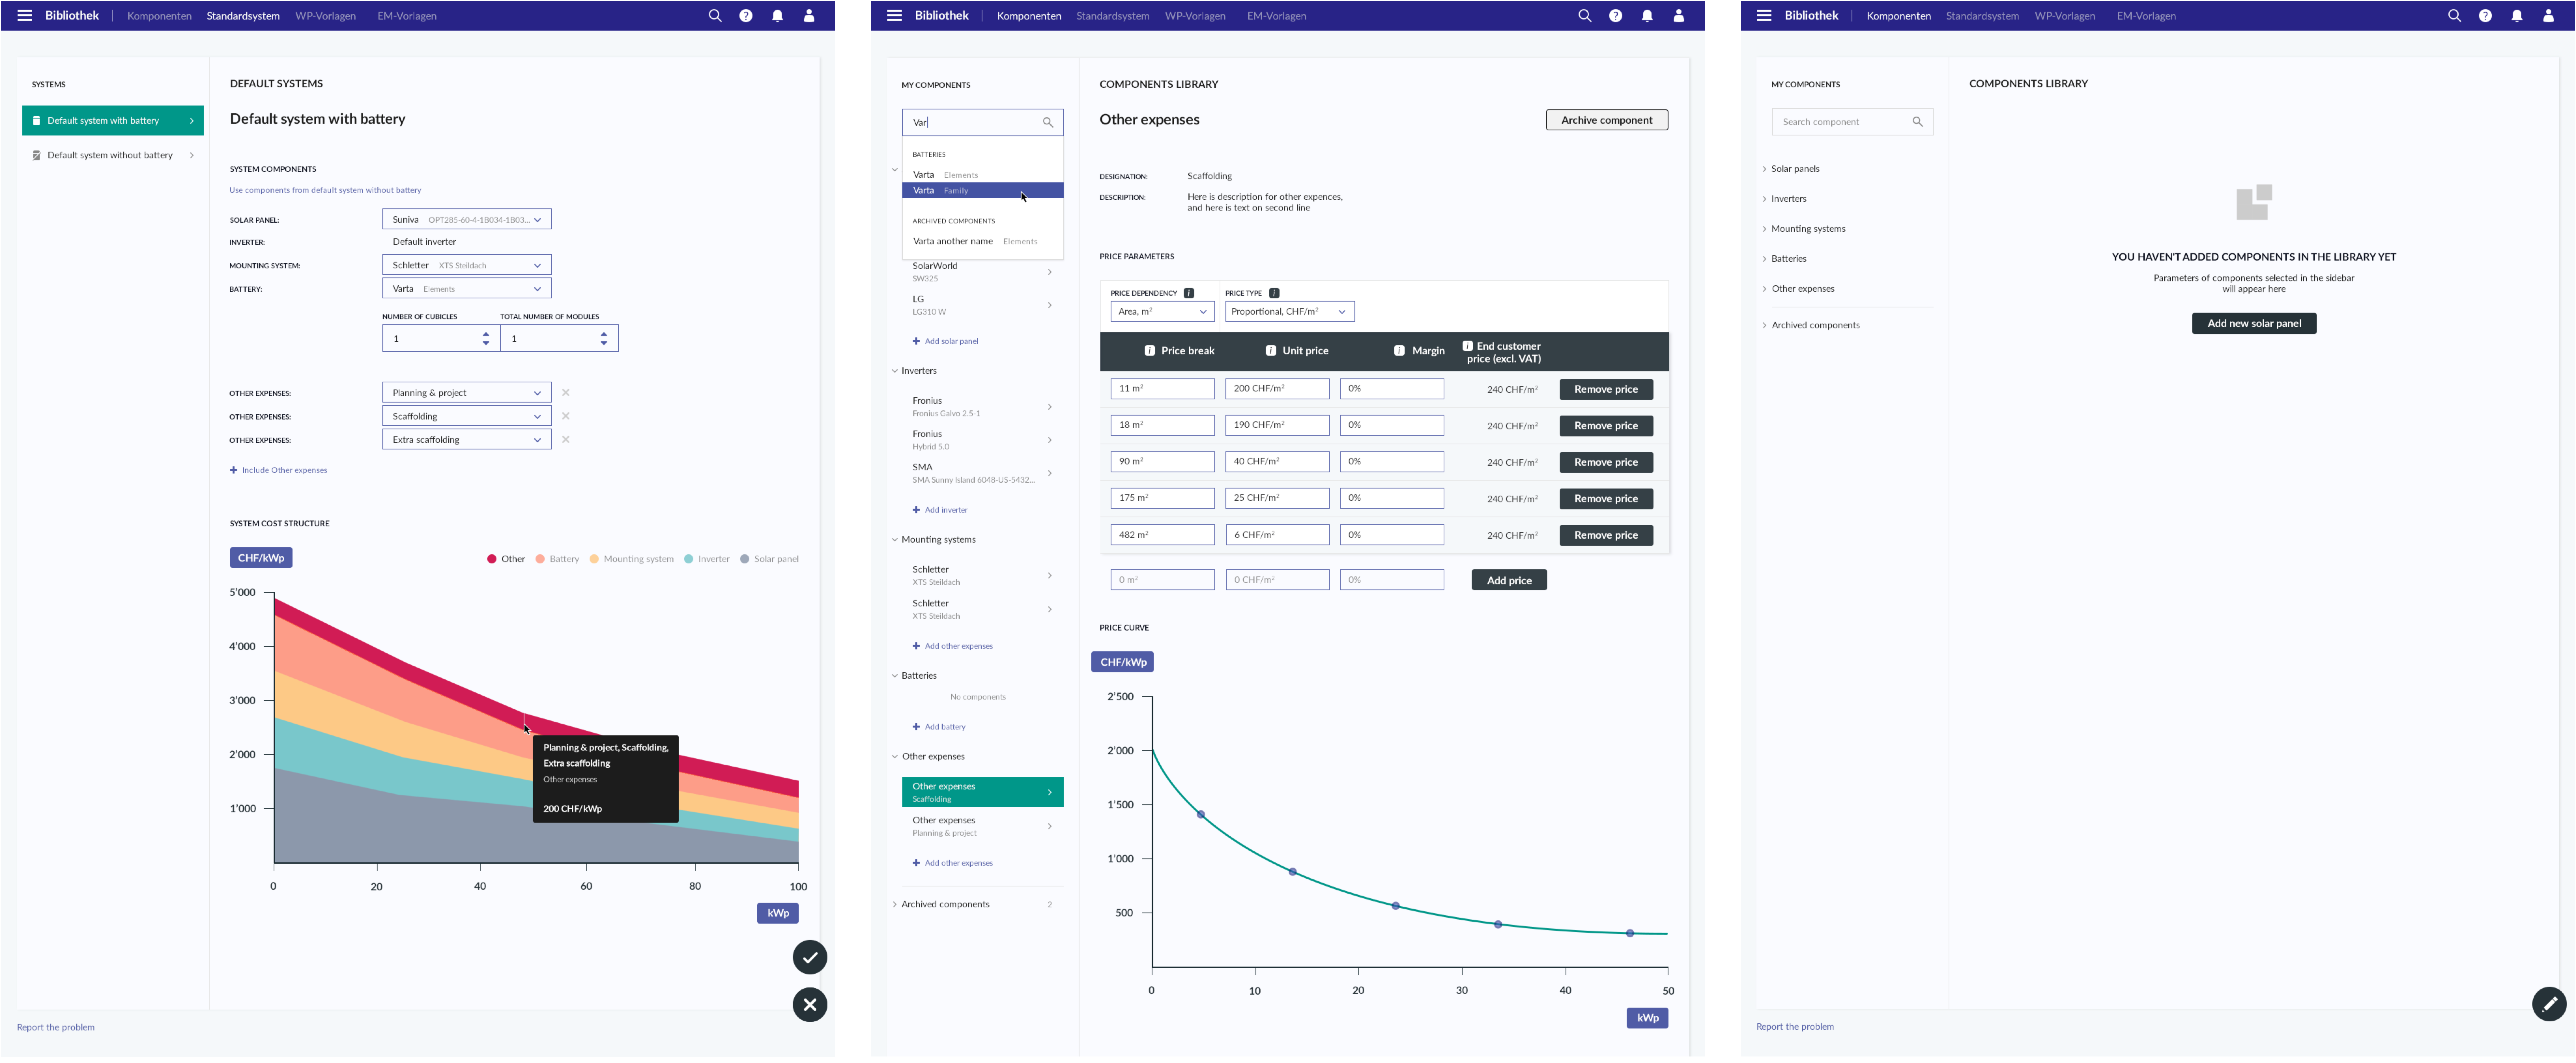 Bibliothek Komponenten Standardsystem WP-Vorlagen EM-Vorlagen
SYSTEMS
Default system with battery
Default system without battery
DEFAULT SYSTEMS
Default system with battery
SYSTEM COMPONENTS
Use components from default system without battery
SOLAR PANEL: Suniva OPT285-60-4-1B034-1B03...
INVERTER: Default inverter
MOUNTING SYSTEM: Schletter XTS Steildach
BATTERY: Varta Elements
NUMBER OF CUBICLES TOTAL NUMBER OF MODULES
1 1
OTHER EXPENSES: Planning & project
OTHER EXPENSES: Scaffolding
OTHER EXPENSES: Extra scaffolding
Include Other expenses
SYSTEM COST STRUCTURE
CHF/kWp Other Battery Mounting system Inverter Solar panel
5'000
4'000
3'000
2'000
1'000
Planning & project, Scaffolding,
Extra scaffolding
Other expenses
200 CHF/kWp
0 20 40 60 80 100
kWp
Report the problem
Bibliothek Komponenten Standardsystem WP-Vorlagen EM-Vorlagen
MY COMPONENTS
Var
BATTERIES
Varta Elements
Varta Family
ARCHIVED COMPONENTS
Varta another name Elements
SolarWorld
SW325
LG
LG310 W
Add solar panel
Inverters
Fronius
Fronius Galvo 2.5-1
Fronius
Hybrid 5.0
SMA
SMA Sunny Island 6048-US-5432...
Add inverter
Mounting systems
Schletter
XTS Steildach
Schletter
XTS Steildach
Add other expenses
Batteries
No components
Add battery
Other expenses
Other expenses
Scaffolding
Other expenses
Planning & project
Add other expenses
Archived components 2
COMPONENTS LIBRARY
Other expenses Archive component
DESIGNATION: Scaffolding
DESCRIPTION: Here is description for other expences,
and here is text on second line
PRICE PARAMETERS
PRICE DEPENDENCY i PRICE TYPE i
Area, m² Proportional, CHF/m²
i Price break i Unit price i Margin i End customer
price (excl. VAT)
11 m² 200 CHF/m² 0% 240 CHF/m² Remove price
18 m² 190 CHF/m² 0% 240 CHF/m² Remove price
90 m² 40 CHF/m² 0% 240 CHF/m² Remove price
175 m² 25 CHF/m² 0% 240 CHF/m² Remove price
482 m² 6 CHF/m² 0% 240 CHF/m² Remove price
0 m² 0 CHF/m² 0% Add price
PRICE CURVE
CHF/kWp
2'500
2'000
1'500
1'000
500
0 10 20 30 40 50
kWp
Bibliothek Komponenten Standardsystem WP-Vorlagen EM-Vorlagen
MY COMPONENTS
Search component
Solar panels
Inverters
Mounting systems
Batteries
Other expenses
Archived components
COMPONENTS LIBRARY
YOU HAVEN'T ADDED COMPONENTS IN THE LIBRARY YET
Parameters of components selected in the sidebar
will appear here
Add new solar panel
Report the problem